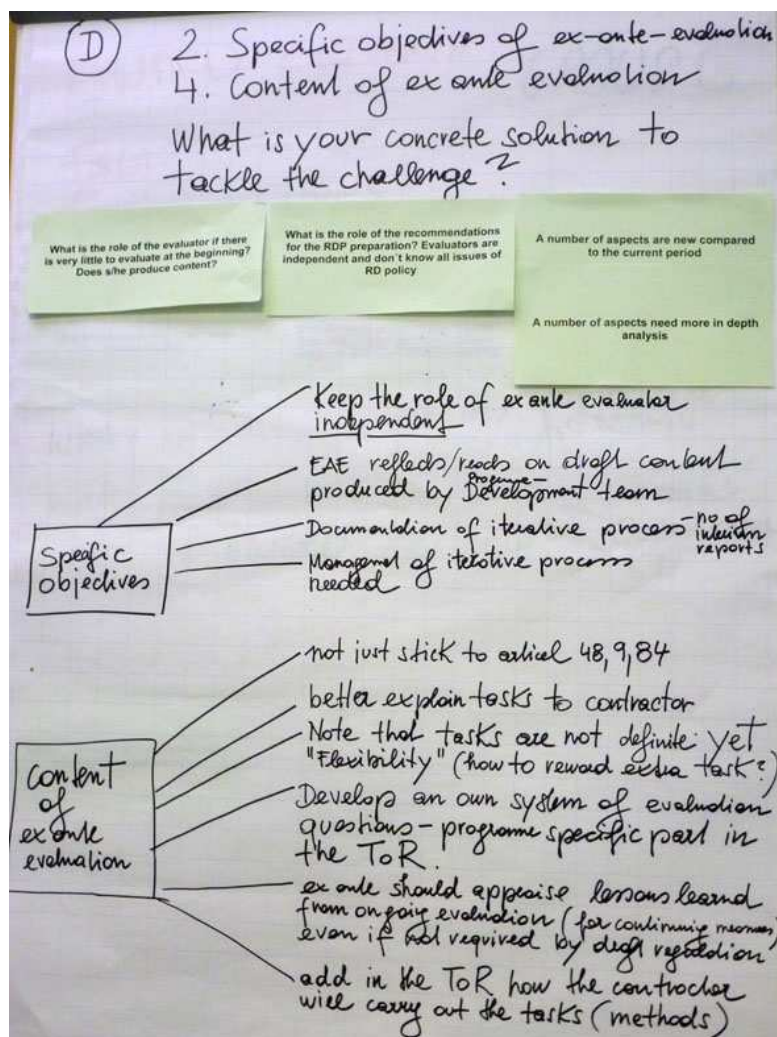 D
2. Specific objectives of ex-ante-evaluation
4. Content of ex ante evaluation
What is your concrete solution to
tackle the challenge?
What is the role of the evaluator if there
is very little to evaluate at the beginning?
Does s/he produce content?
What is the role of the recommendations
for the RDP preparation? Evaluators are
independent and don't know all issues of
RD policy
A number of aspects are new compared
to the current period
A number of aspects need more in depth
analysis
Specific
objectives
Keep the role of ex ante evaluator
independent
EAE reflects/reacts on draft content
produced by Programme-Development team
Documentation of iterative process - no of interim reports
Management of iterative process
needed
content
of
ex ante
evaluation
not just stick to articel 48, 9, 84
better explain tasks to contractor
Note that tasks are not definite yet
"Flexibility" (how to reward extra task?)
Develop an own system of evaluation
questions - programme specific part in
the ToR.
ex ante should appraise lessons learnd
from ongoing evaluation (for continuing measures)
even if not required by draft regulation
add in the ToR how the contractor
will carry out the tasks (methods)